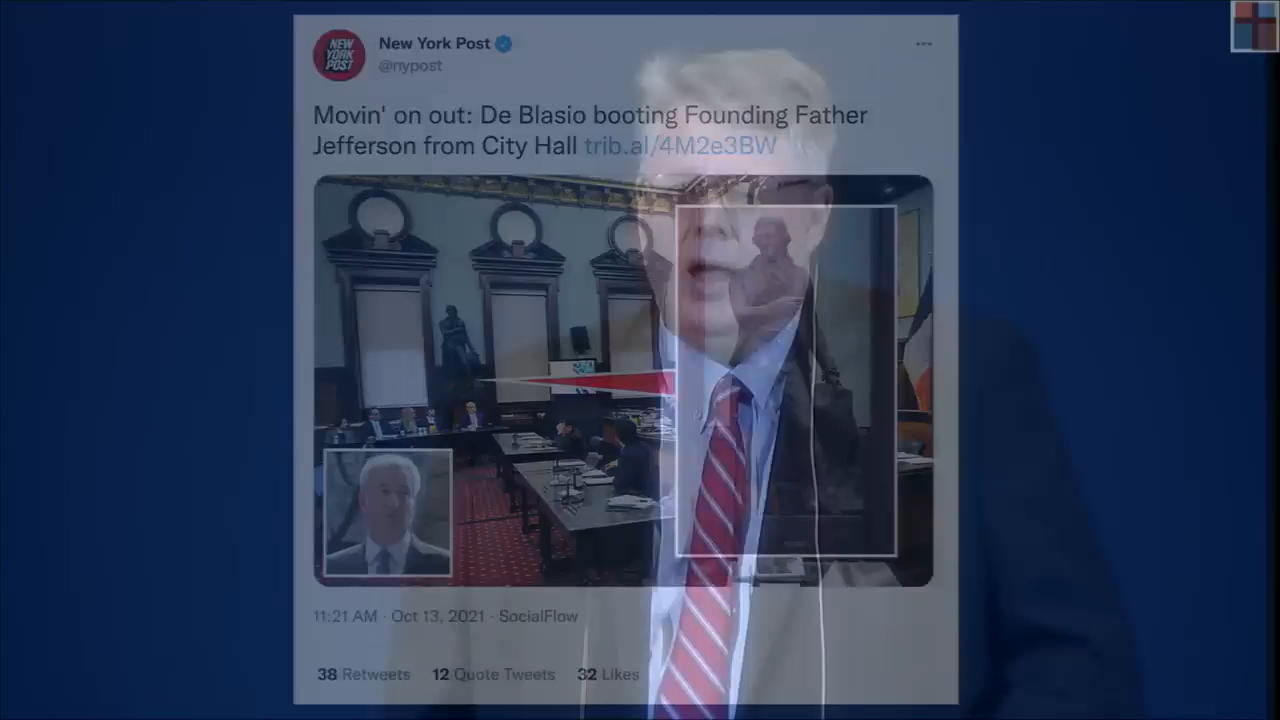 NEW
YORK
POST
New York Post
@nypost
Movin' on out: De Blasio booting Founding Father
Jefferson from City Hall trib.al/4M2e3BW
11:21 AM · Oct 13, 2021 · SocialFlow
38 Retweets 12 Quote Tweets 32 Likes